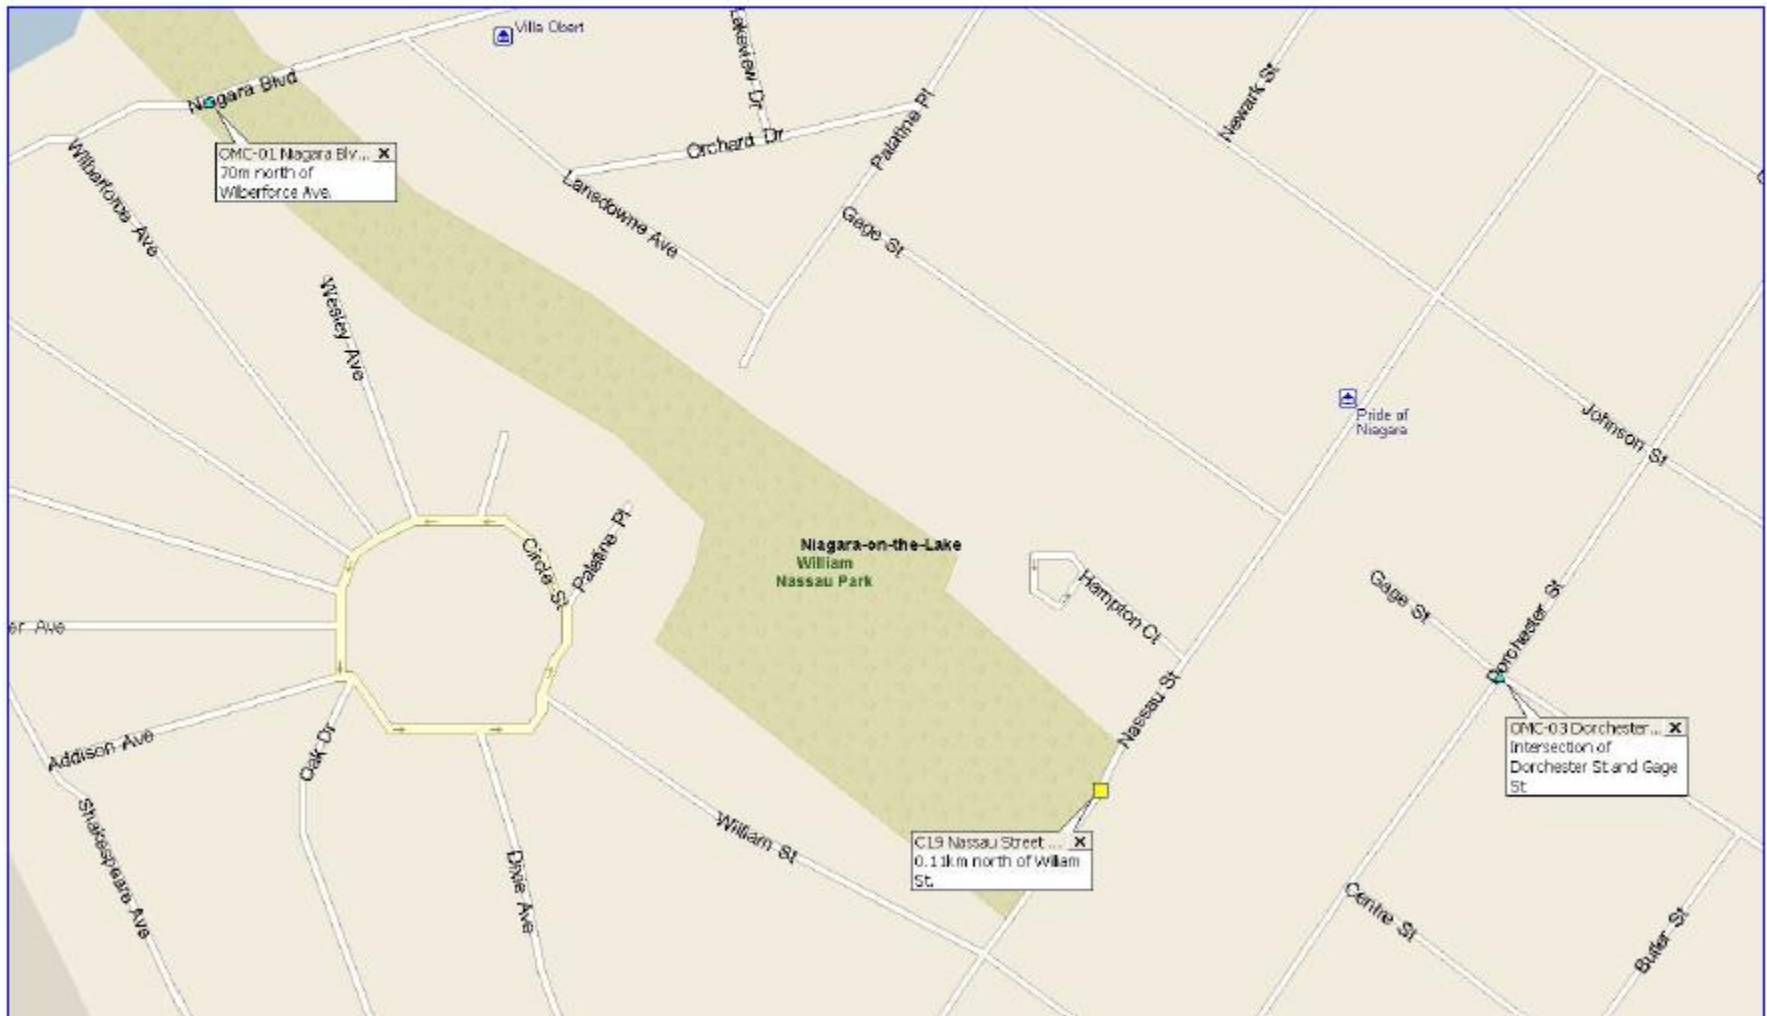 Villa Obert
Lakeview Dr
Newark St
Niagara Blvd
Palatine Pl
Orchard Dr
OMC-01 Niagara Blv... X
70m north of
Wilberforce Ave.
Wilberforce Ave
Lansdowne Ave
Gage St
Wesley Ave
Pride of
Niagara
Johnson St
Circle St
Palatine Pl
Niagara-on-the-Lake
William
Nassau Park
Hampton Ct
Gage St
Dorchester St
er Ave
Nassau St
OMC-03 Dorchester... X
Intersection of
Dorchester St and Gage
St
Addison Ave
Oak Dr
Shakespeare Ave
William St
Dixie Ave
C19 Nassau Street ... X
0.11km north of William
St.
Centre St
Butler St